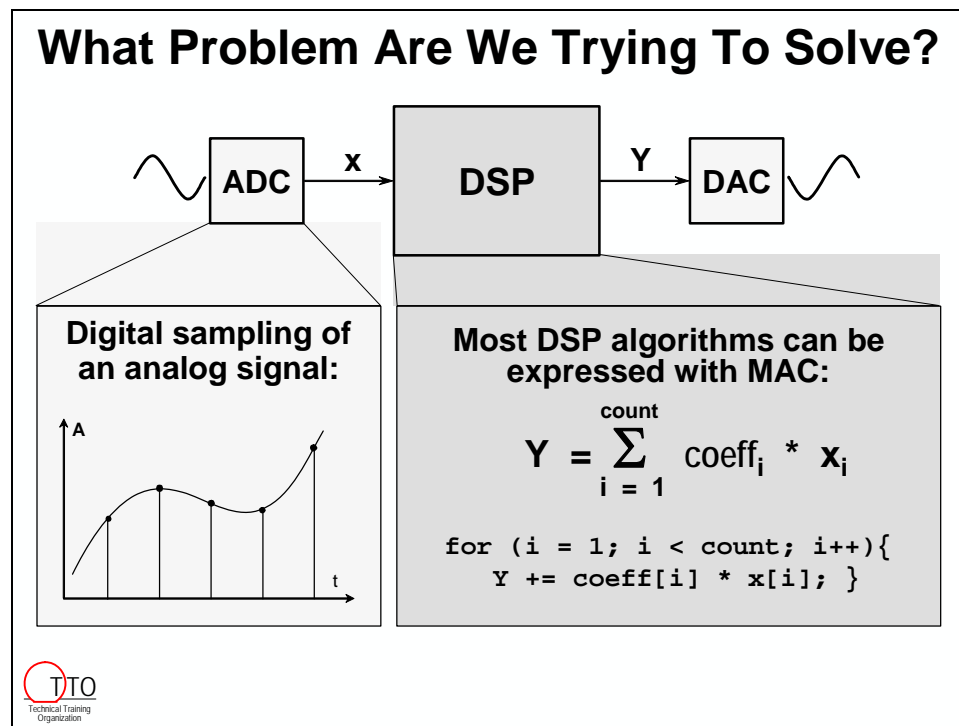 What Problem Are We Trying To Solve?
ADC
x
DSP
Y
DAC
Digital sampling of
an analog signal:
A
t
Most DSP algorithms can be
expressed with MAC:
count
Y = Σ coeffᵢ * xᵢ
i = 1
for (i = 1; i < count; i++){
Y += coeff[i] * x[i]; }
TTO
Technical Training
Organization